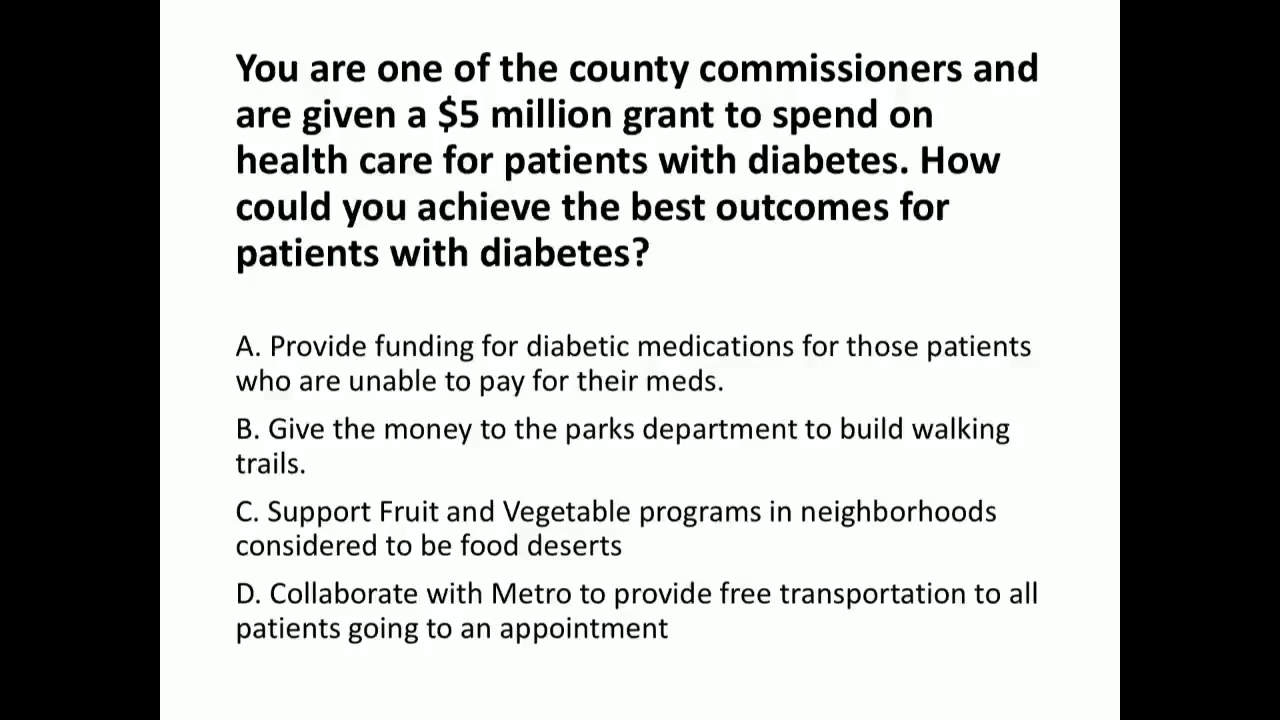 You are one of the county commissioners and
are given a $5 million grant to spend on
health care for patients with diabetes. How
could you achieve the best outcomes for
patients with diabetes?
A. Provide funding for diabetic medications for those patients
who are unable to pay for their meds.
B. Give the money to the parks department to build walking
trails.
C. Support Fruit and Vegetable programs in neighborhoods
considered to be food deserts
D. Collaborate with Metro to provide free transportation to all
patients going to an appointment